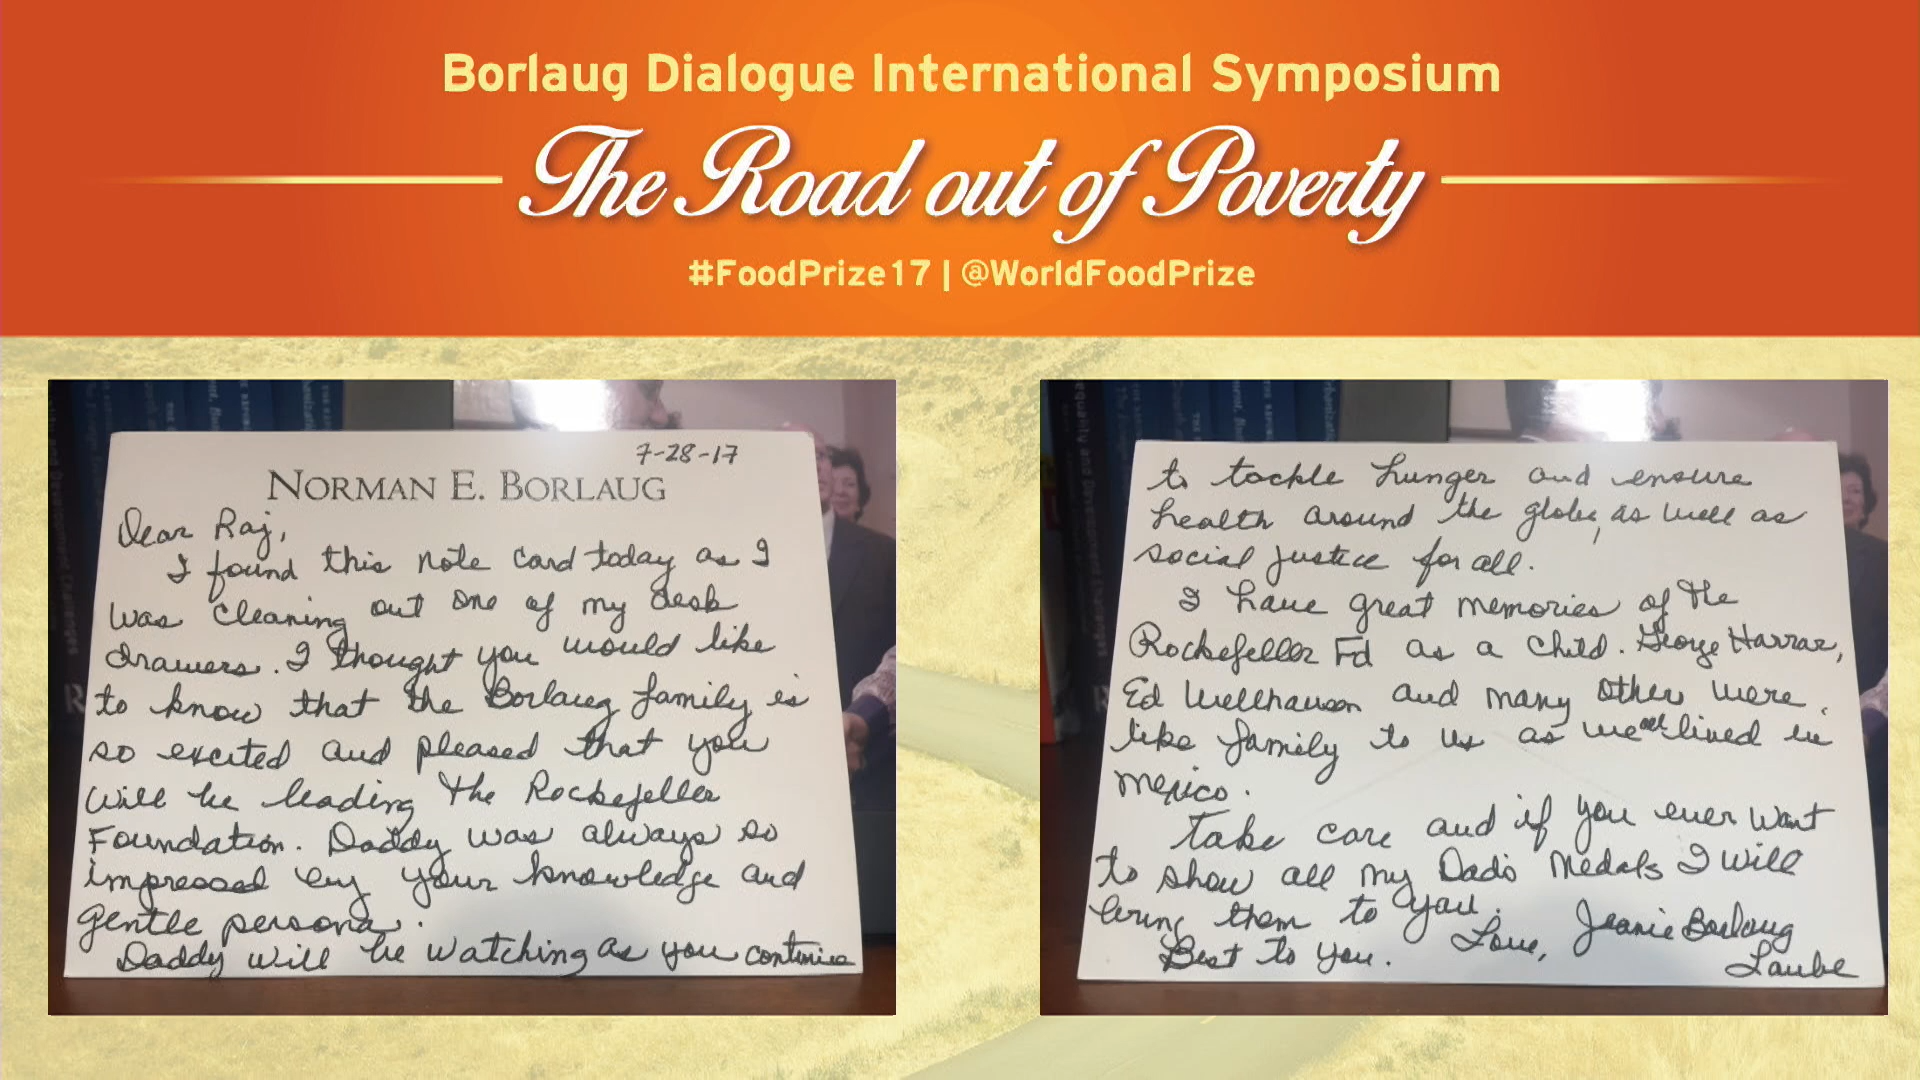 Borlaug Dialogue International Symposium
The Road out of Poverty
#FoodPrize17 | @WorldFoodPrize
7-28-17
NORMAN E. BORLAUG
Dear Raj,
I found this note card today as I
was cleaning out one of my desk
drawers. I thought you would like
to know that the Borlaug family is
so excited and pleased that you
will be leading the Rockefeller
Foundation. Daddy was always so
impressed by your knowledge and
gentle persona.
Daddy will be watching as you continue
to tackle hunger and ensure
health around the globe, as well as
social justice for all.
I have great memories of the
Rockefeller Fd as a child. George Harrar,
Ed Wellhausen and many other were
like family to us as we all lived in
Mexico.
Take care and if you ever want
to show all my Dad's Medals I will
bring them to you.
Best to you. Love, Jeanie Borlaug
Laube